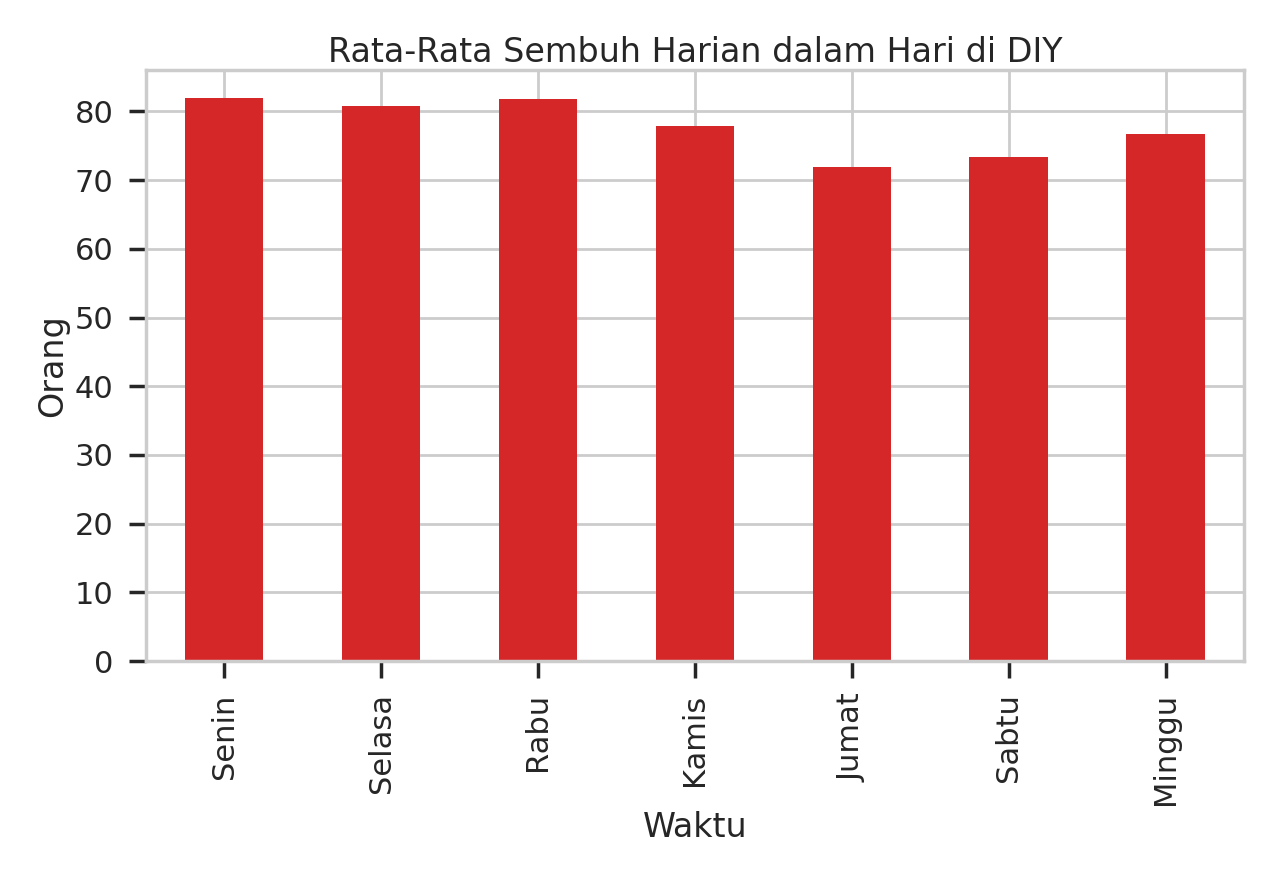 Rata-Rata Sembuh Harian dalam Hari di DIY
80
70
60
50
40
30
20
10
0
Orang
Senin
Selasa
Rabu
Kamis
Jumat
Sabtu
Minggu
Waktu